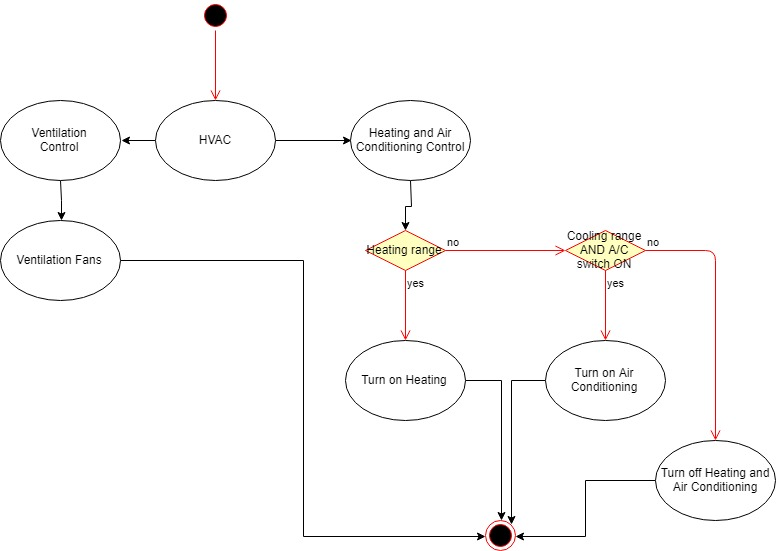 Ventilation
Control
HVAC
Heating and Air
Conditioning Control
Ventilation Fans
Heating range
no
Cooling range
AND A/C
switch ON
no
yes
yes
Turn on Heating
Turn on Air
Conditioning
Turn off Heating and
Air Conditioning